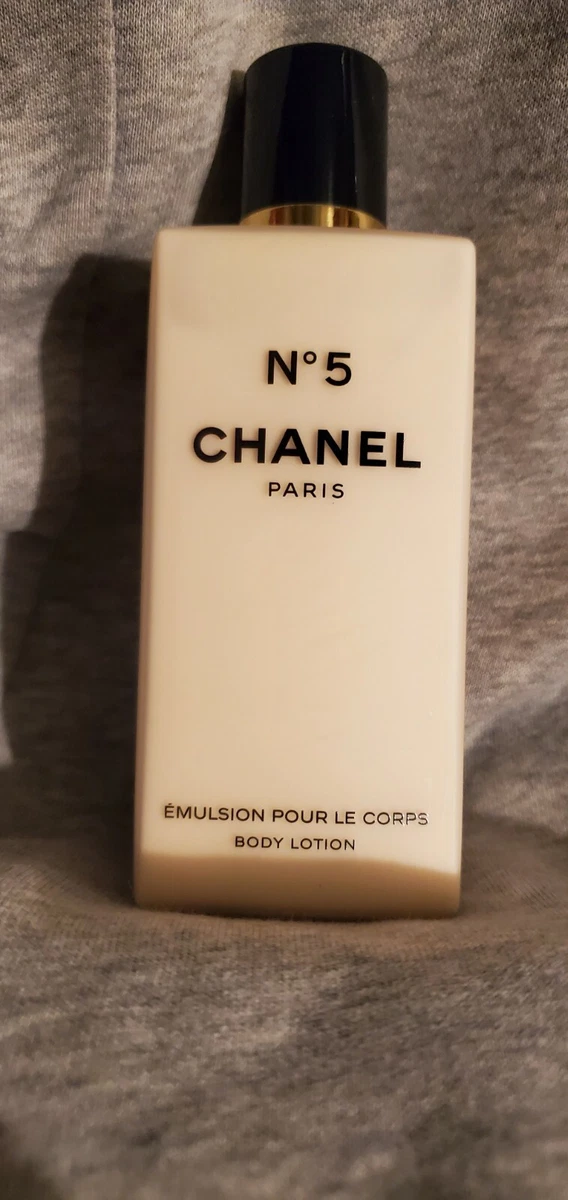 N°5
CHANEL
PARIS
ÉMULSION POUR LE CORPS
BODY LOTION